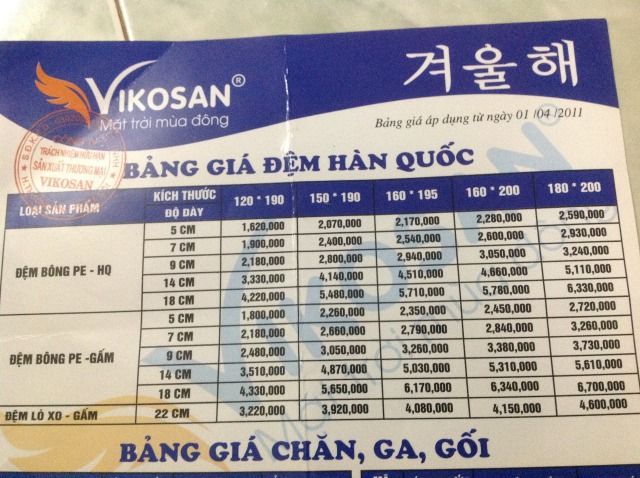 VIKOSAN®
Mặt trời mùa đông
겨울해
Bảng giá áp dụng từ ngày 01 /04 /2011
TRÁCH NHIỆM HỮU HẠN
SẢN XUẤT THƯƠNG MẠI
VIKOSAN
BẢNG GIÁ ĐỆM HÀN QUỐC
LOẠI SẢN PHẨM KÍCH THƯỚC ĐỘ DÀY 120 * 190 150 * 190 160 * 195 160 * 200 180 * 200
ĐỆM BÔNG PE - HQ
5 CM 1,620,000 2,070,000 2,170,000 2,280,000 2,590,000
7 CM 1,900,000 2,400,000 2,540,000 2,600,000 2,930,000
9 CM 2,180,000 2,800,000 2,940,000 3,050,000 3,240,000
14 CM 3,330,000 4,140,000 4,510,000 4,660,000 5,110,000
18 CM 4,220,000 5,480,000 5,710,000 5,780,000 6,330,000
ĐỆM BÔNG PE -GẤM
5 CM 1,800,000 2,260,000 2,350,000 2,450,000 2,720,000
7 CM 2,180,000 2,660,000 2,790,000 2,840,000 3,260,000
9 CM 2,480,000 3,050,000 3,260,000 3,380,000 3,730,000
14 CM 3,510,000 4,870,000 5,030,000 5,310,000 5,610,000
18 CM 4,330,000 5,650,000 6,170,000 6,340,000 6,700,000
ĐỆM LÒ XO - GẤM 22 CM 3,220,000 3,920,000 4,080,000 4,150,000 4,600,000
BẢNG GIÁ CHĂN, GA, GỐI